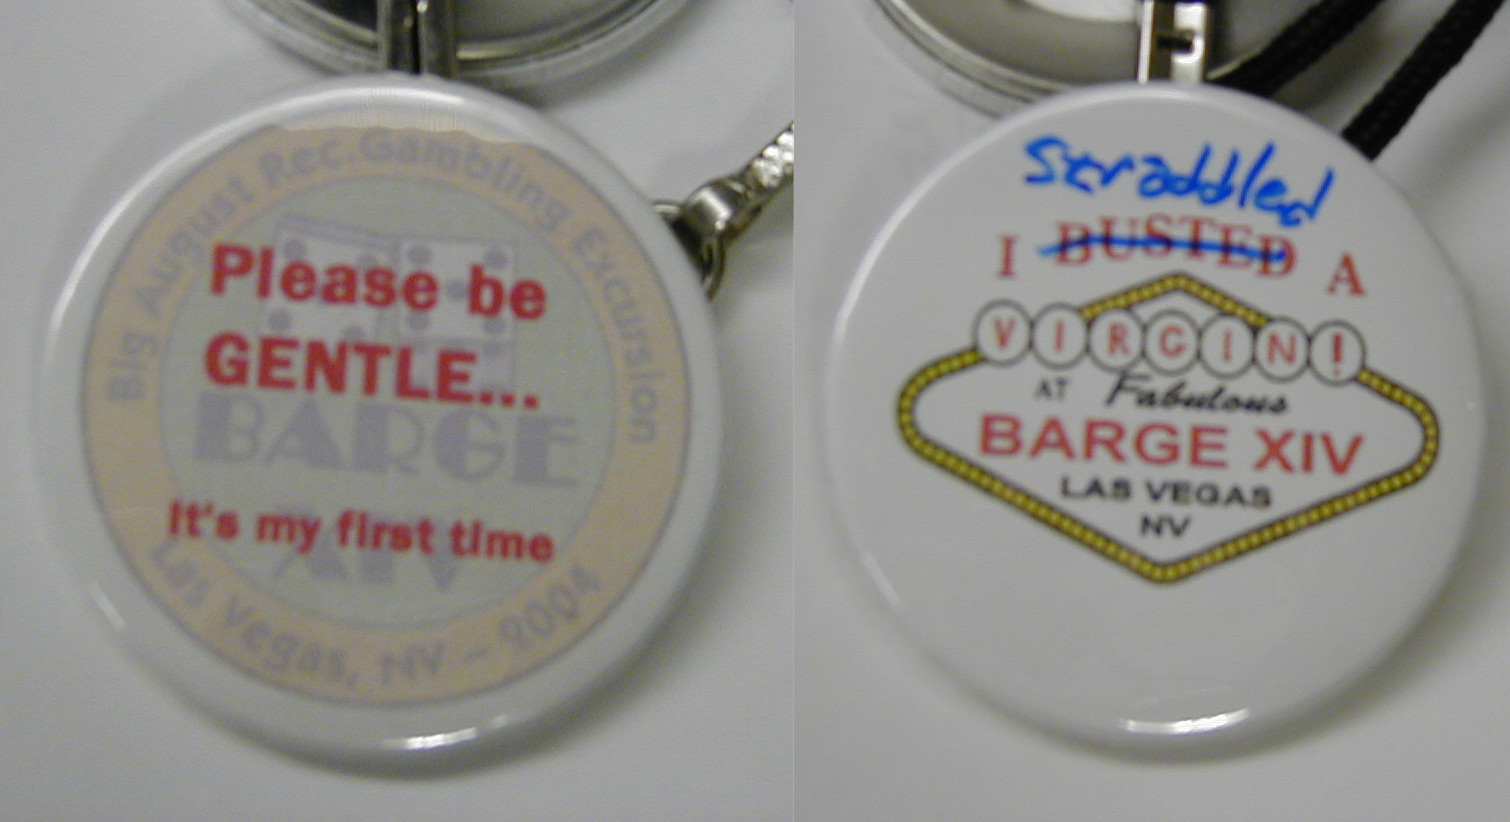 Big August Rec.Gambling Excursion
Please be
GENTLE...
BARGE
It's my first time
XIV
Las Vegas, NV - 2004
Straddled
I BUSTED A
VIRGIN!
AT Fabulous
BARGE XIV
LAS VEGAS
NV